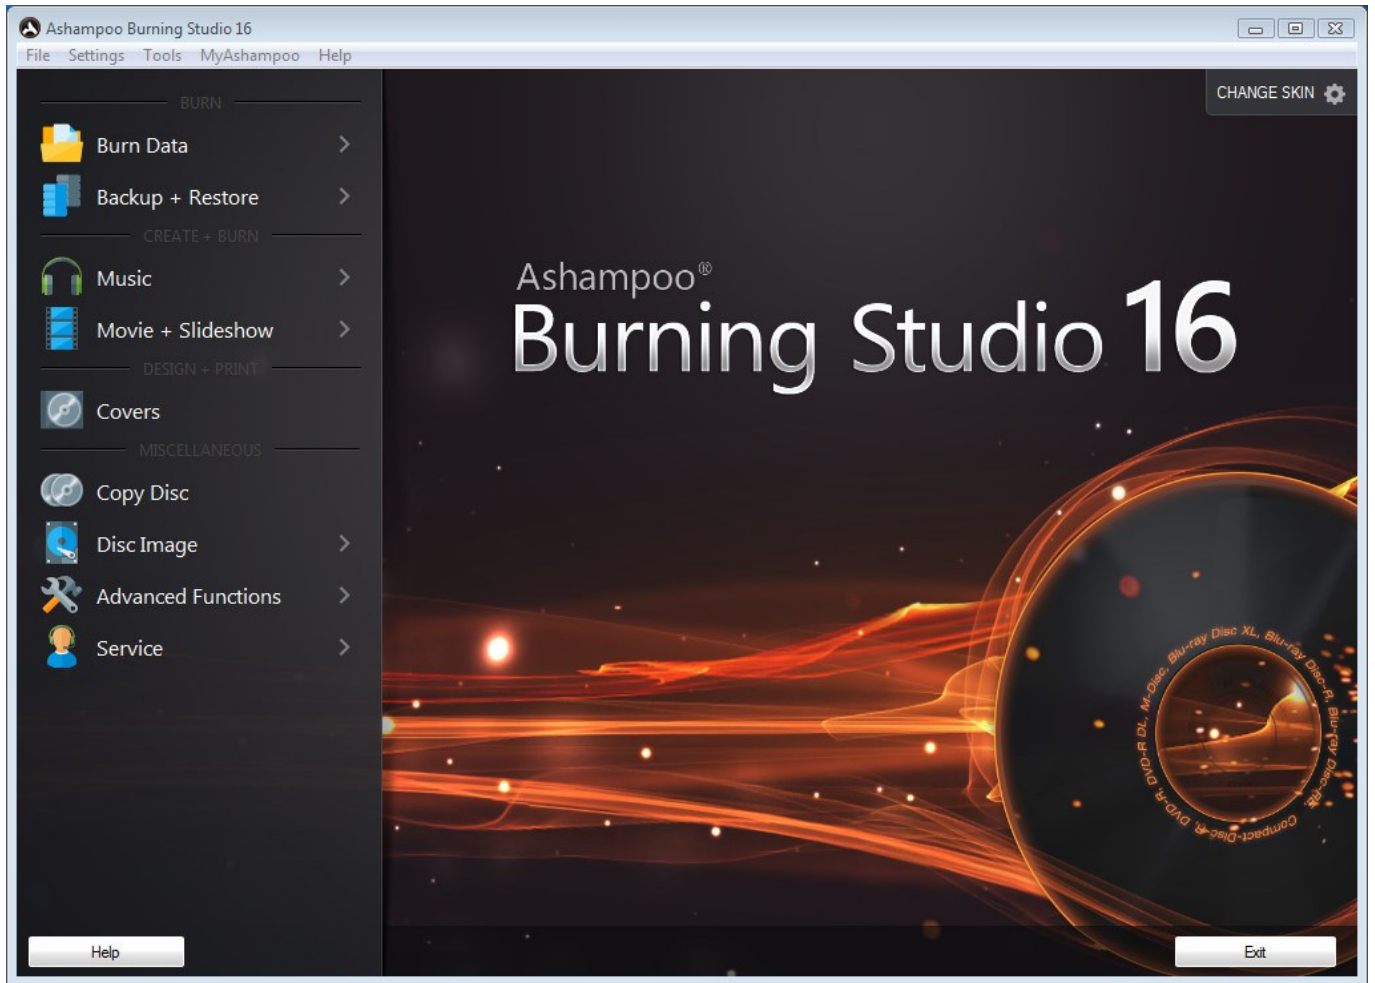 Ashampoo Burning Studio 16
File Settings Tools MyAshampoo Help
CHANGE SKIN
BURN
Burn Data
Backup + Restore
CREATE + BURN
Music
Movie + Slideshow
DESIGN + PRINT
Covers
MISCELLANEOUS
Copy Disc
Disc Image
Advanced Functions
Service
Ashampoo®
Burning Studio 16
Compact-Disc-R, DVD-R, DVD-R DL, M-Disc, Blu-ray Disc XL, Blu-ray Disc-R, Blu-ray Disc-RE,
Help
Exit